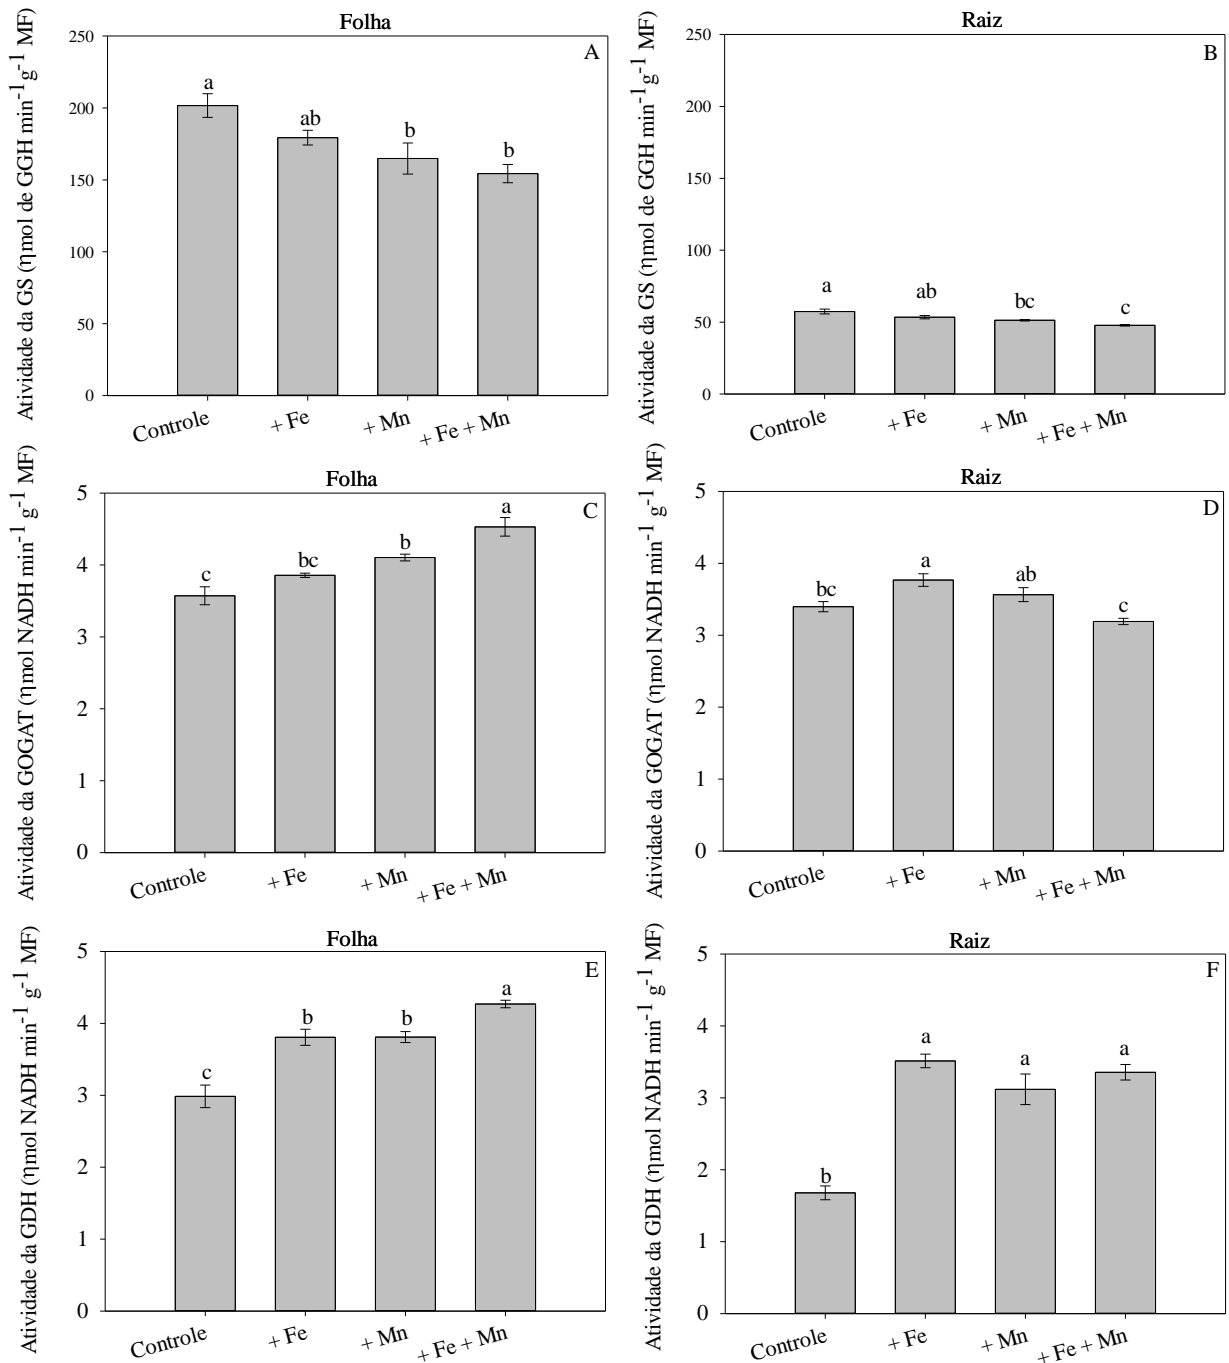 Folha
A
Atividade da GS (ηmol de GGH min⁻¹g⁻¹ MF)
250
200
150
100
50
0
a
ab
b
b
Controle
+ Fe
+ Mn
+ Fe + Mn
Raiz
B
Atividade da GS (ηmol de GGH min⁻¹g⁻¹ MF)
250
200
150
100
50
0
a
ab
bc
c
Controle
+ Fe
+ Mn
+ Fe + Mn
Folha
C
Atividade da GOGAT (ηmol NADH min⁻¹ g⁻¹ MF)
5
4
3
2
1
0
c
bc
b
a
Controle
+ Fe
+ Mn
+ Fe + Mn
Raiz
D
Atividade da GOGAT (ηmol NADH min⁻¹ g⁻¹ MF)
5
4
3
2
1
0
bc
a
ab
c
Controle
+ Fe
+ Mn
+ Fe + Mn
Folha
E
Atividade da GDH (ηmol NADH min⁻¹ g⁻¹ MF)
5
4
3
2
1
0
c
b
b
a
Controle
+ Fe
+ Mn
+ Fe + Mn
Raiz
F
Atividade da GDH (ηmol NADH min⁻¹ g⁻¹ MF)
5
4
3
2
1
0
b
a
a
a
Controle
+ Fe
+ Mn
+ Fe + Mn